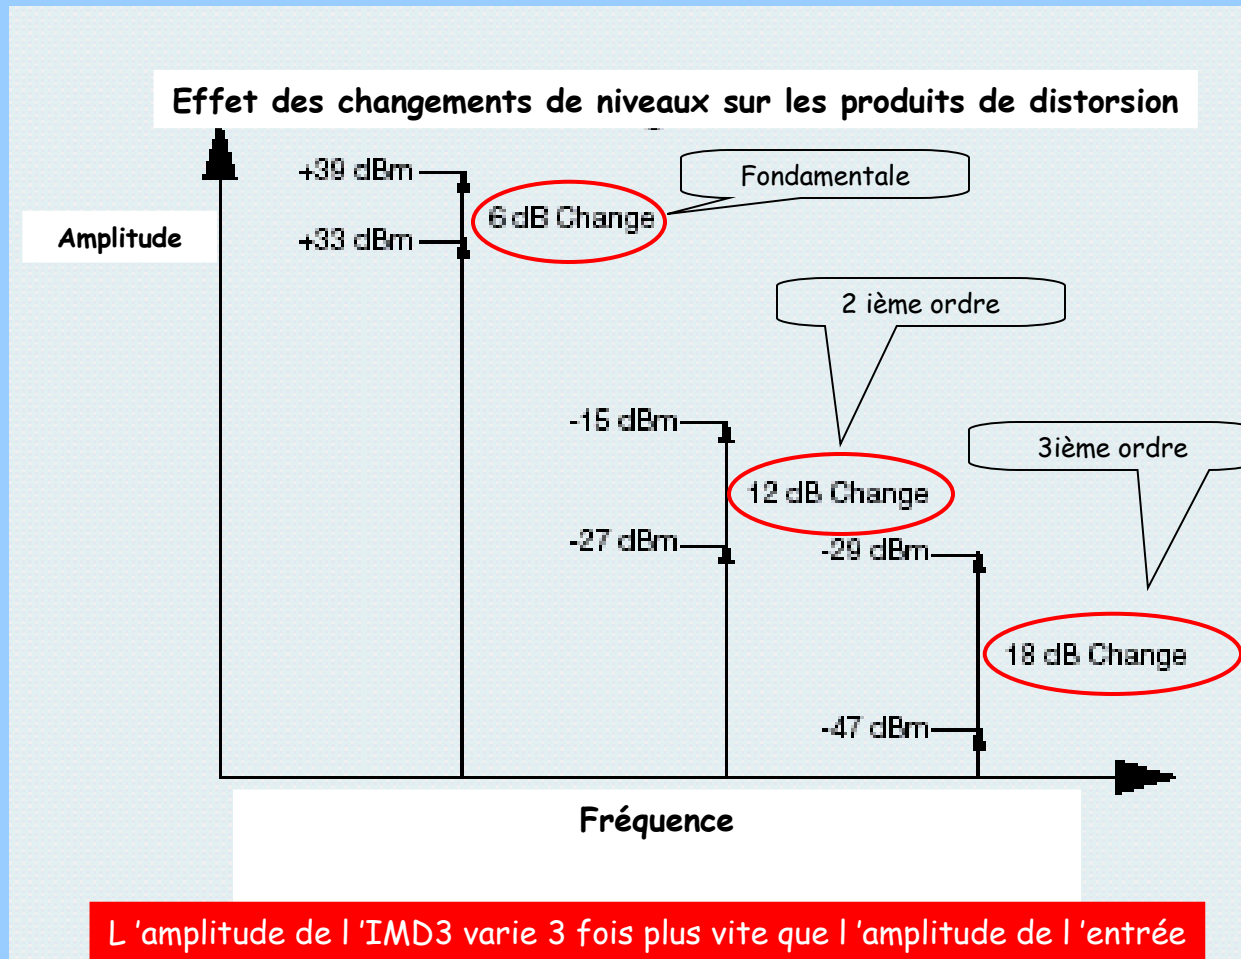 Effet des changements de niveaux sur les produits de distorsion
+39 dBm
Fondamentale
6 dB Change
Amplitude
+33 dBm
2 ième ordre
-15 dBm
3ième ordre
12 dB Change
-27 dBm
-29 dBm
18 dB Change
-47 dBm
Fréquence
L 'amplitude de l 'IMD3 varie 3 fois plus vite que l 'amplitude de l 'entrée